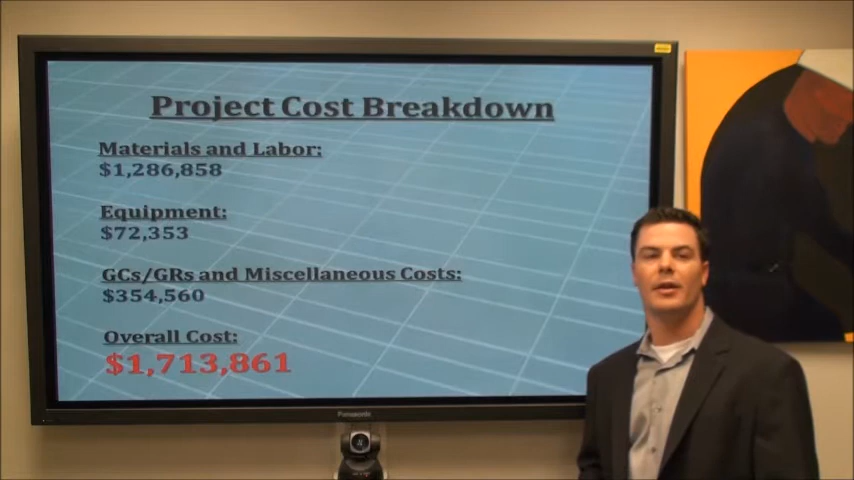 Project Cost Breakdown
Materials and Labor:
$1,286,858
Equipment:
$72,353
GCs/GRs and Miscellaneous Costs:
$354,560
Overall Cost:
$1,713,861
Panasonic